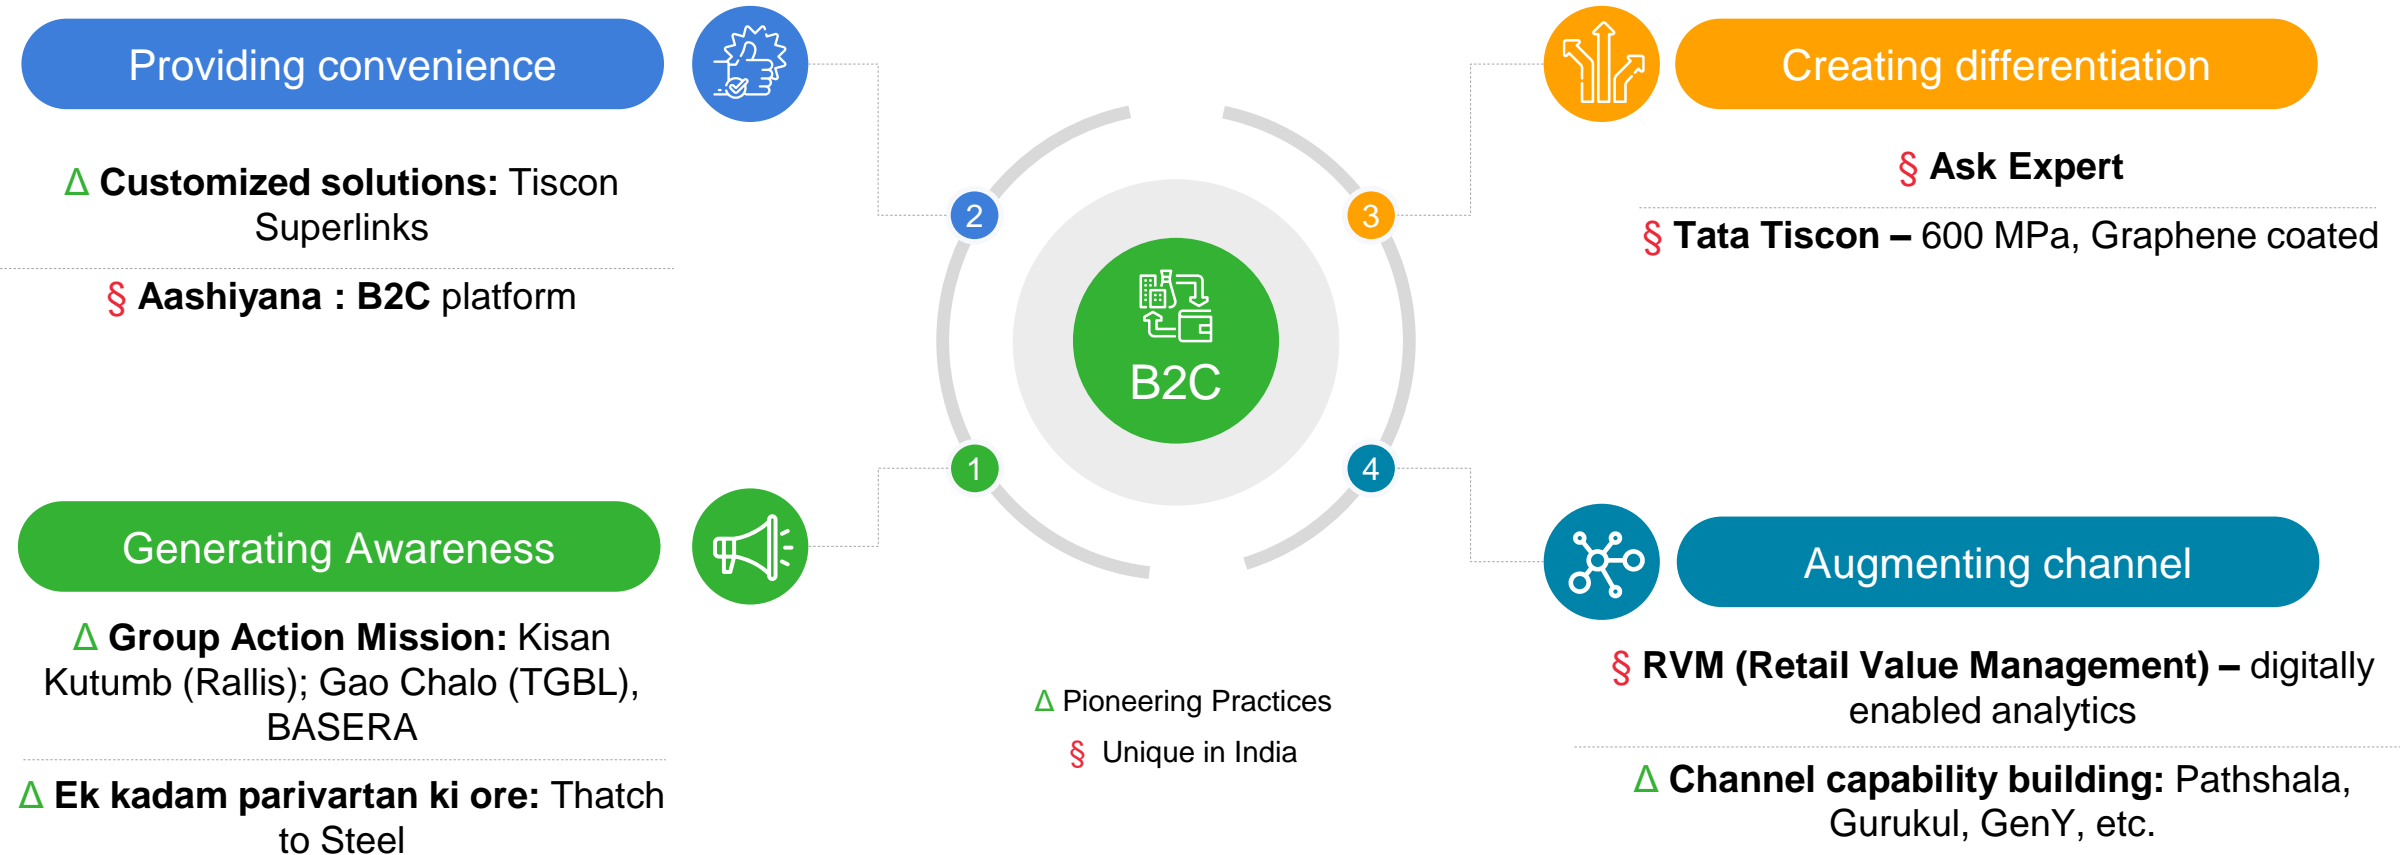 Providing convenience
Δ Customized solutions: Tiscon
Superlinks
§ Aashiyana : B2C platform
Creating differentiation
§ Ask Expert
§ Tata Tiscon – 600 MPa, Graphene coated
2
3
B2C
1
4
Generating Awareness
Δ Group Action Mission: Kisan
Kutumb (Rallis); Gao Chalo (TGBL),
BASERA
Δ Ek kadam parivartan ki ore: Thatch
to Steel
Δ Pioneering Practices
§ Unique in India
Augmenting channel
§ RVM (Retail Value Management) – digitally
enabled analytics
Δ Channel capability building: Pathshala,
Gurukul, GenY, etc.